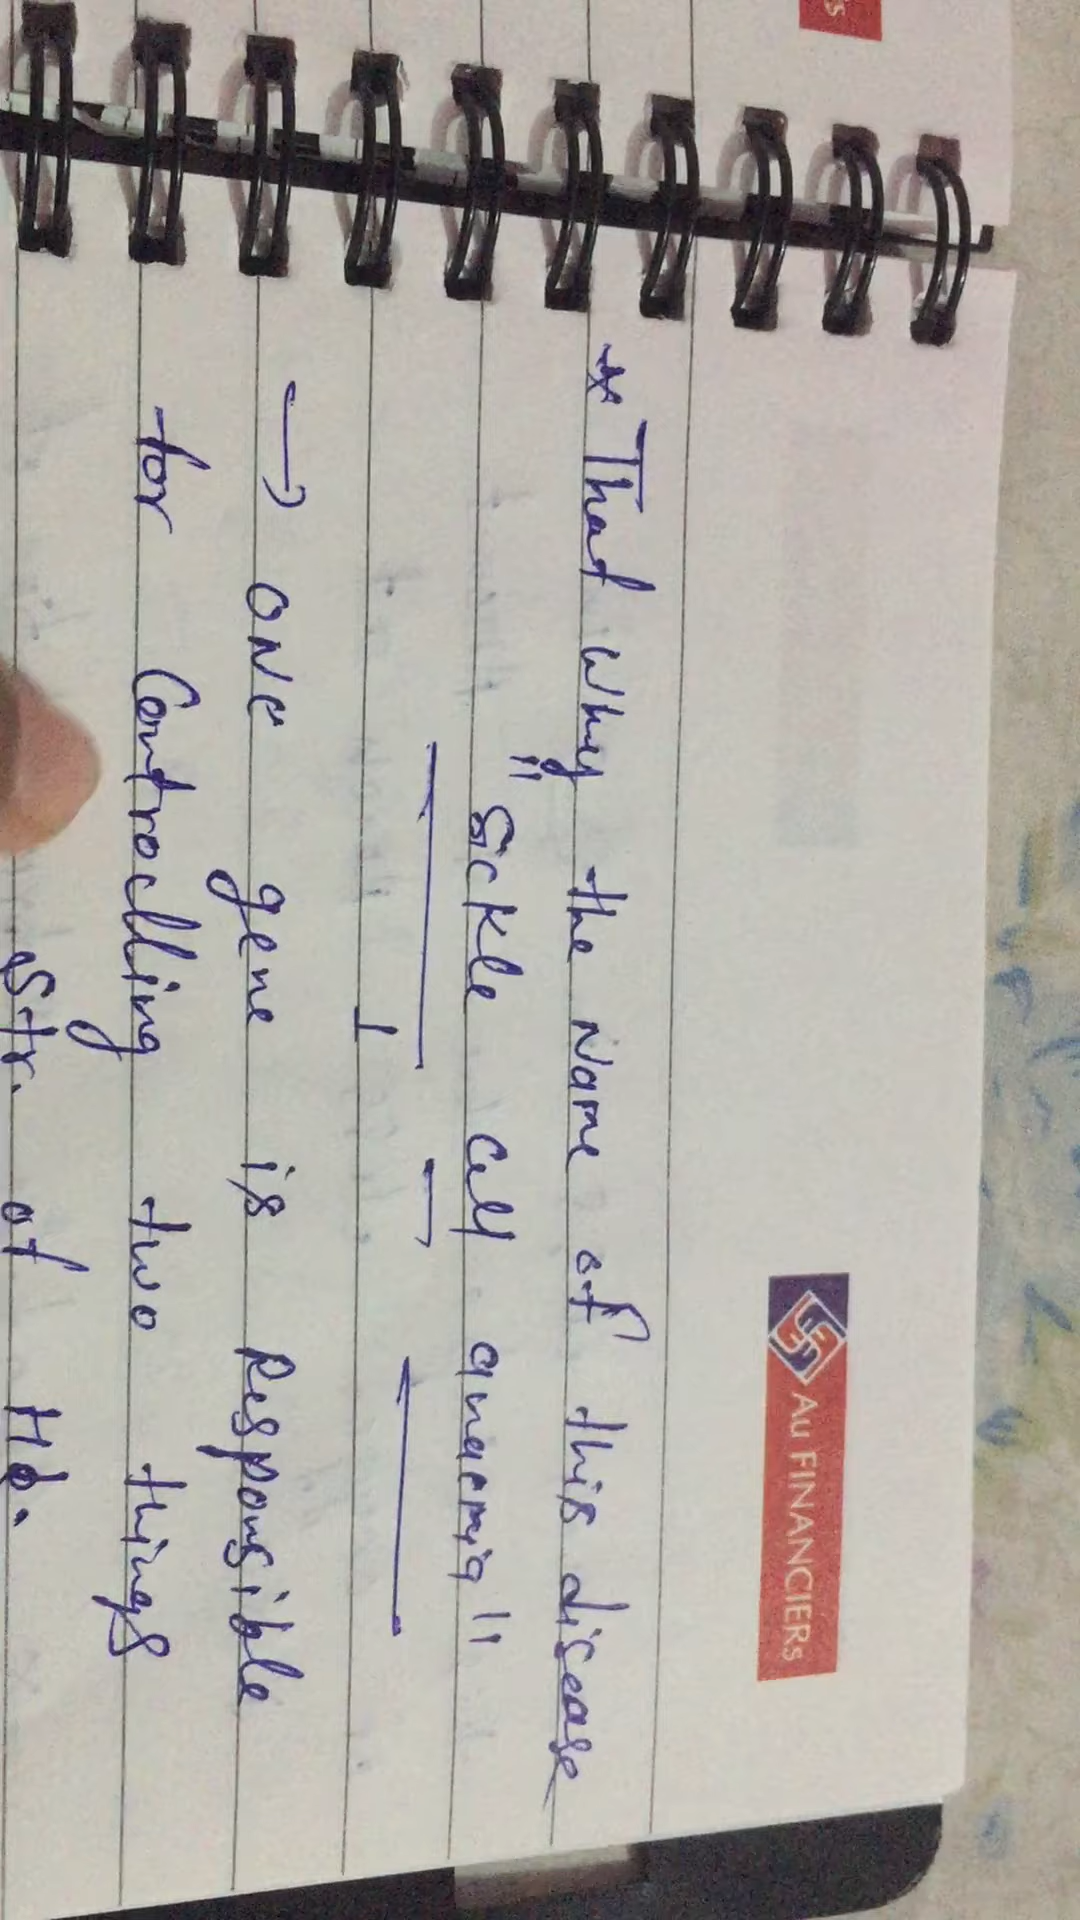 Au FINANCIERS
* That why the Name of this disease
"Sickle Cell anaemia"
→ one gene is Responsible
for Controlling two things
Str. of Hb.